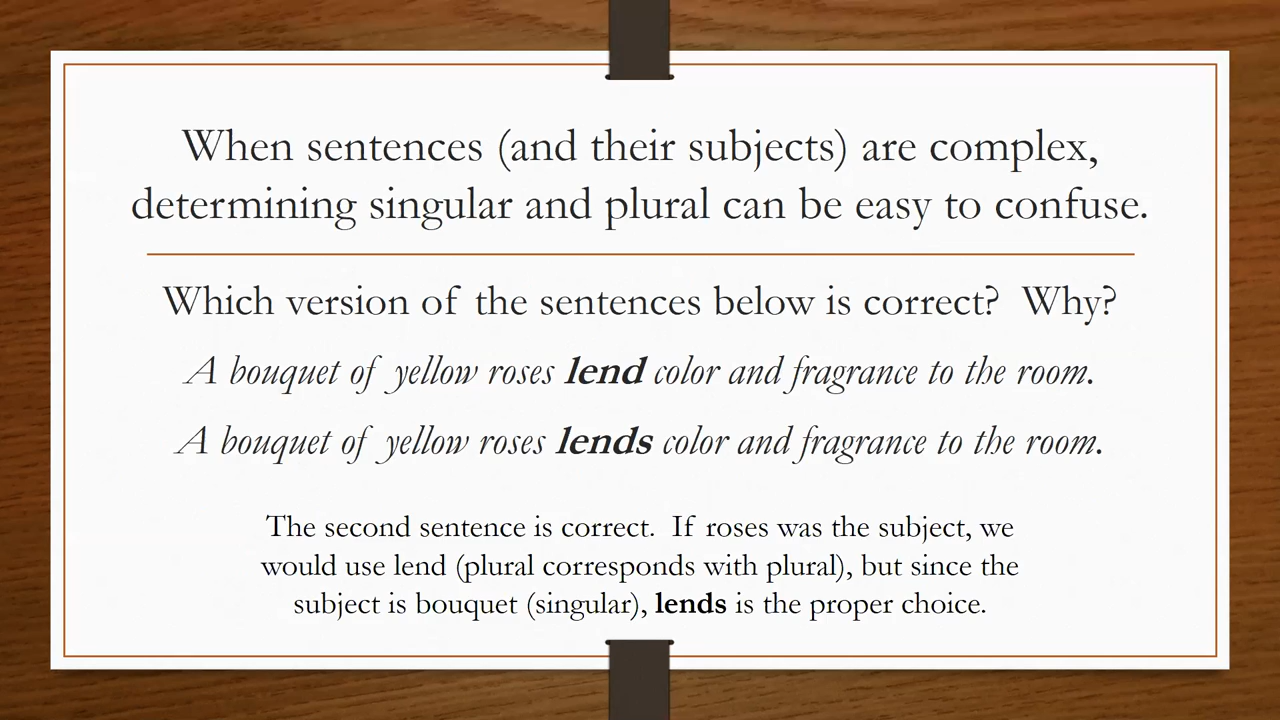 When sentences (and their subjects) are complex,
determining singular and plural can be easy to confuse.
Which version of the sentences below is correct?  Why?
A bouquet of yellow roses lend color and fragrance to the room.
A bouquet of yellow roses lends color and fragrance to the room.
The second sentence is correct.  If roses was the subject, we
would use lend (plural corresponds with plural), but since the
subject is bouquet (singular), lends is the proper choice.